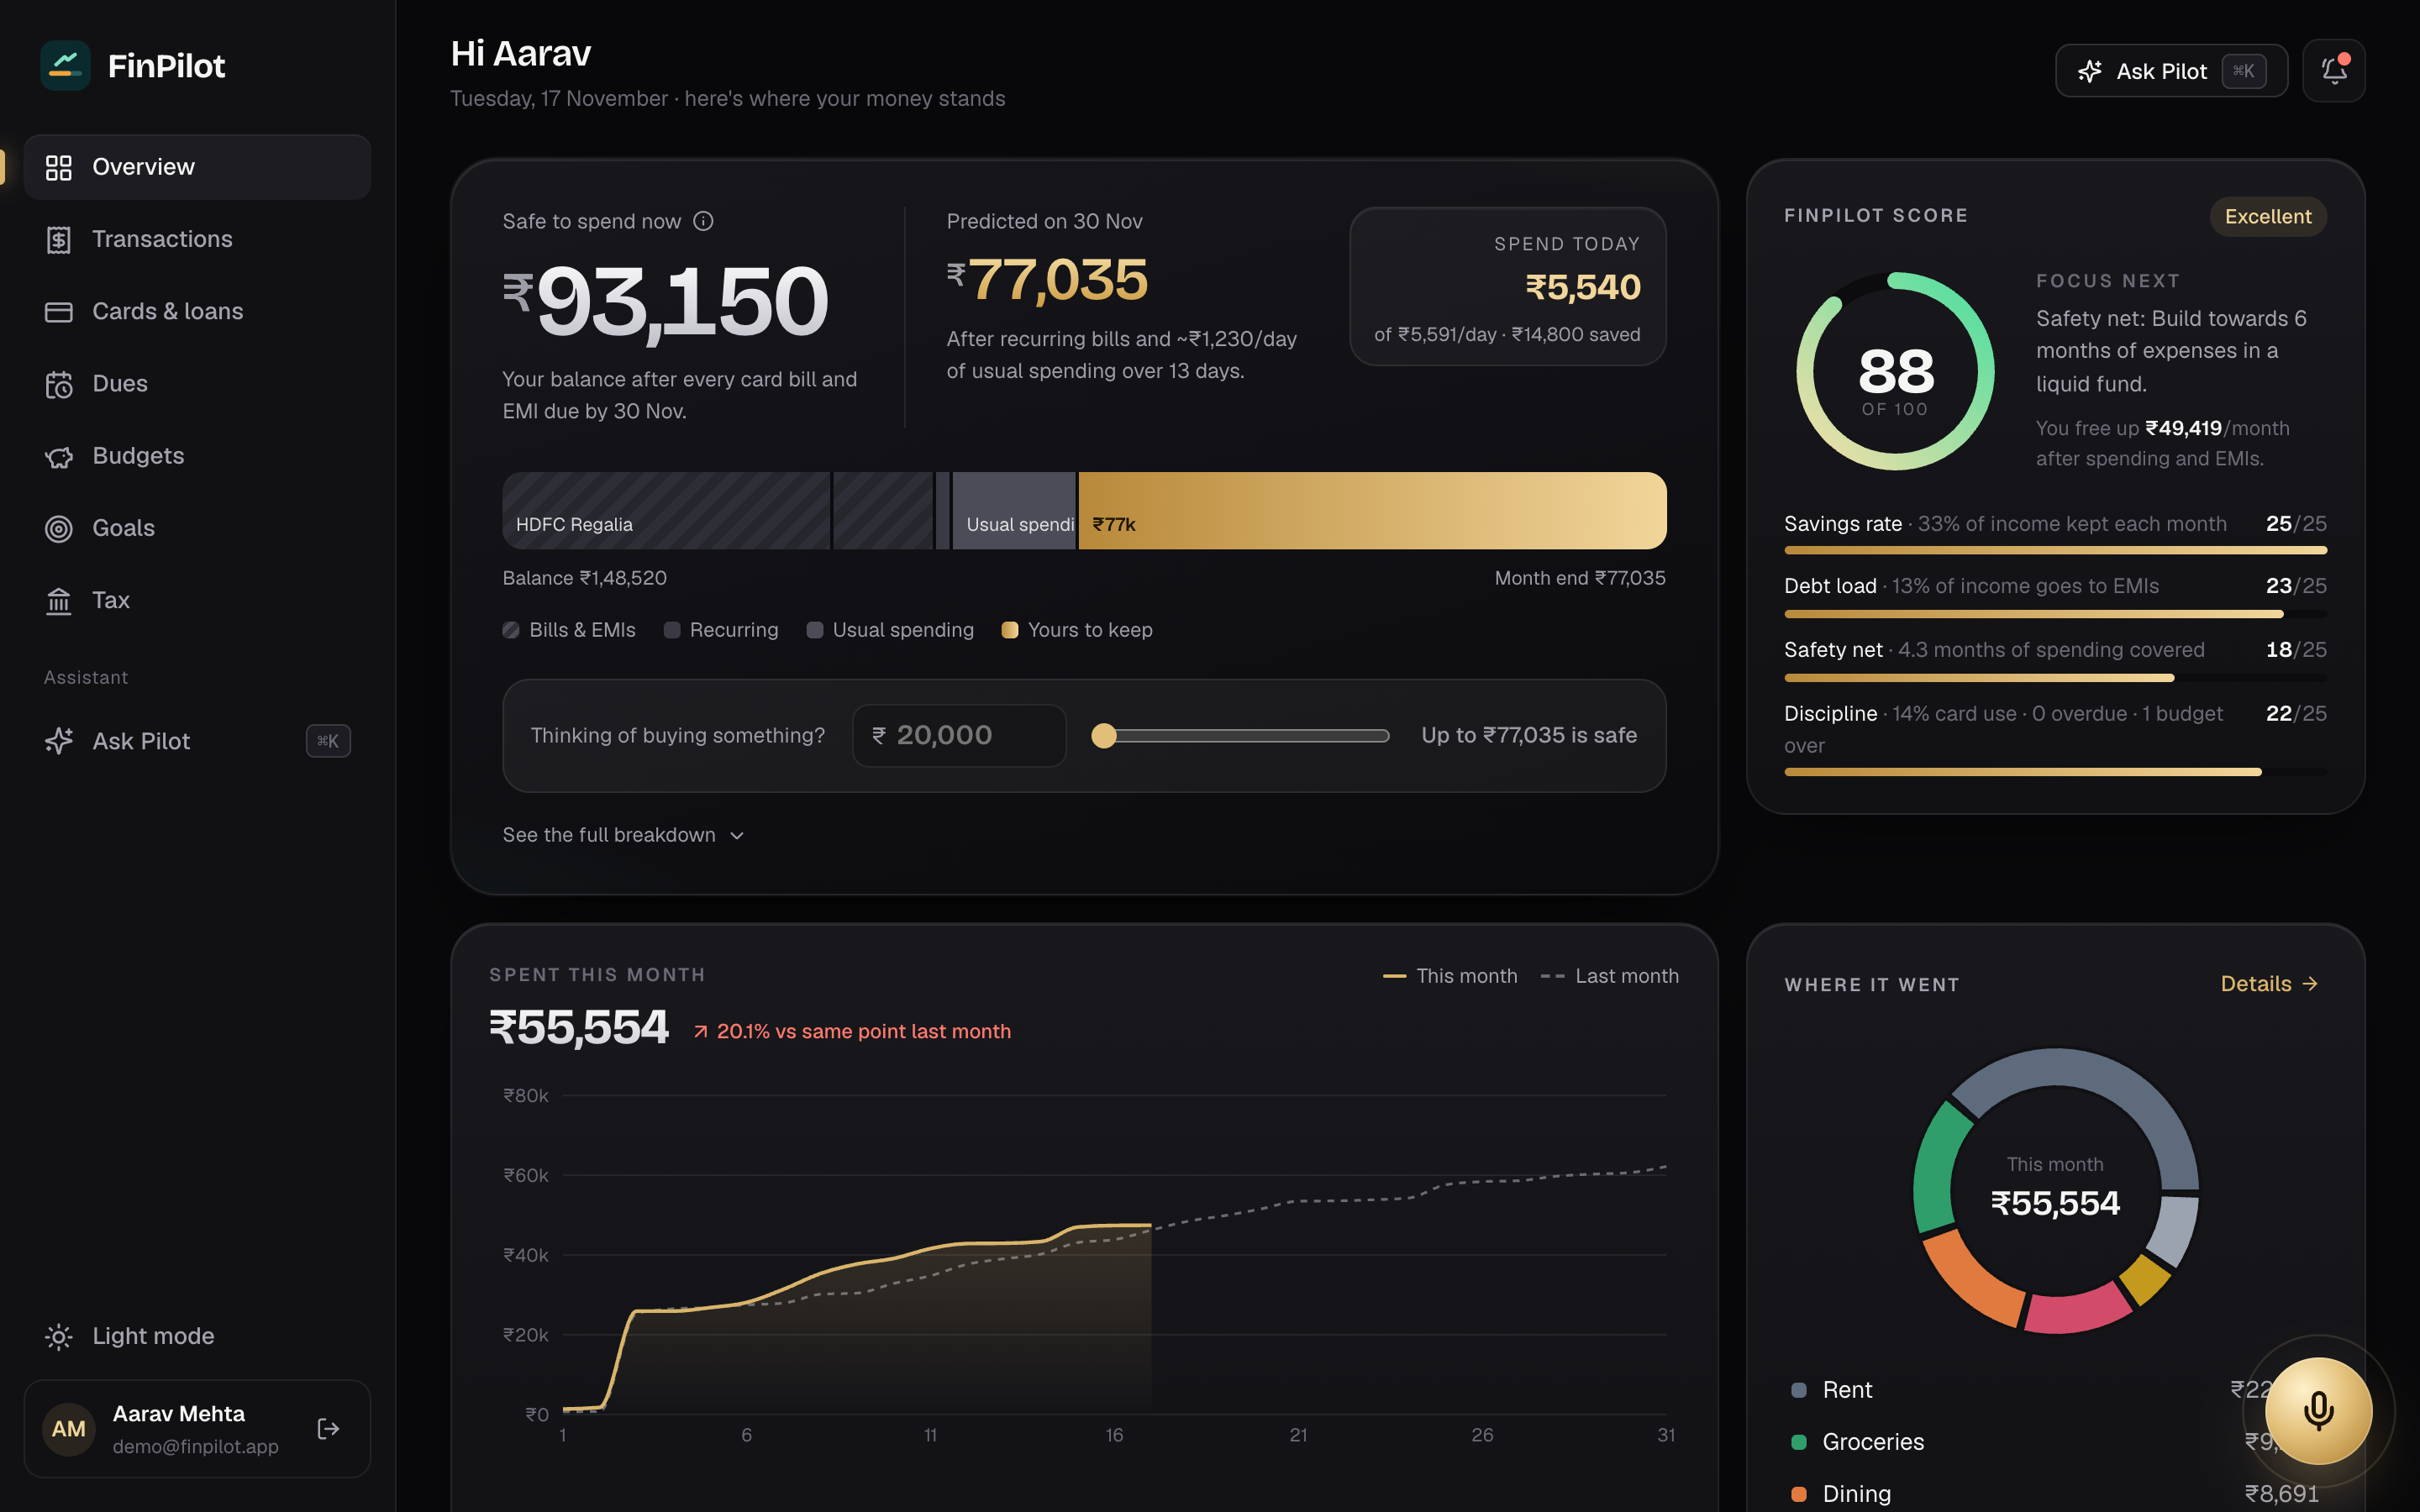 FinPilot
Overview
Transactions
Cards & loans
Dues
Budgets
Goals
Tax
Assistant
Ask Pilot ⌘K
Light mode
AM
Aarav Mehta
demo@finpilot.app
Hi Aarav
Tuesday, 17 November · here's where your money stands
Ask Pilot ⌘K
Safe to spend now
₹93,150
Your balance after every card bill and
EMI due by 30 Nov.
Predicted on 30 Nov
₹77,035
After recurring bills and ~₹1,230/day
of usual spending over 13 days.
SPEND TODAY
₹5,540
of ₹5,591/day · ₹14,800 saved
HDFC Regalia
Usual spendi
₹77k
Balance ₹1,48,520
Month end ₹77,035
Bills & EMIs
Recurring
Usual spending
Yours to keep
Thinking of buying something?
₹ 20,000
Up to ₹77,035 is safe
See the full breakdown
FINPILOT SCORE
Excellent
88
OF 100
FOCUS NEXT
Safety net: Build towards 6
months of expenses in a
liquid fund.
You free up ₹49,419/month
after spending and EMIs.
Savings rate · 33% of income kept each month 25/25
Debt load · 13% of income goes to EMIs 23/25
Safety net · 4.3 months of spending covered 18/25
Discipline · 14% card use · 0 overdue · 1 budget 22/25
over
SPENT THIS MONTH
This month
Last month
₹55,554
20.1% vs same point last month
₹80k
₹60k
₹40k
₹20k
₹0
1 6 11 16 21 26 31
WHERE IT WENT
Details →
This month
₹55,554
Rent
Groceries
Dining ₹8,691